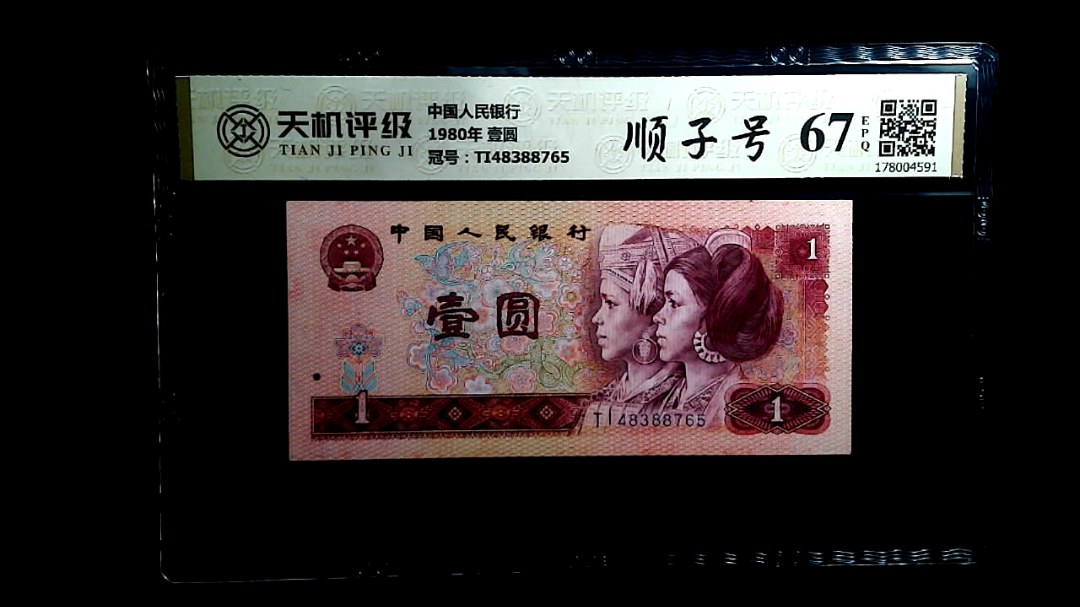 天机评级
TIAN JI PING JI
中国人民银行
1980年 壹圆
冠号：TI48388765
顺子号
67
EPQ
178004591
中國人民銀行
1
壹圆
1
TI48388765
1